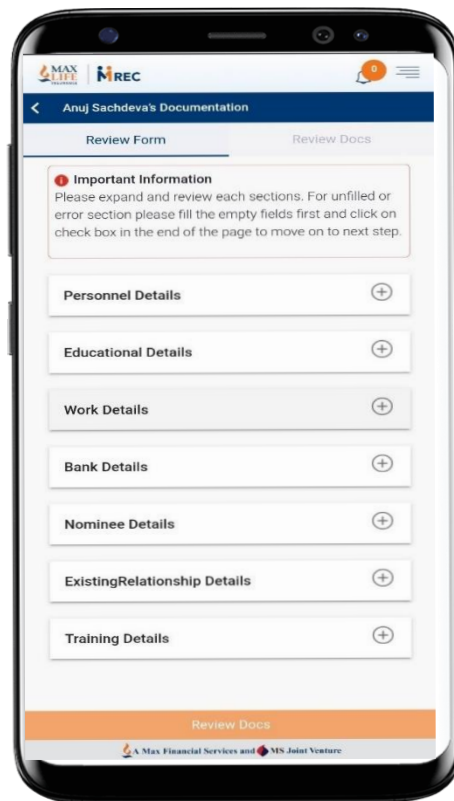 MAX
LIFE
INSURANCE
MREC
0
Anuj Sachdeva's Documentation
Review Form
Review Docs
Important Information
Please expand and review each sections. For unfilled or
error section please fill the empty fields first and click on
check box in the end of the page to move on to next step.
Personnel Details
Educational Details
Work Details
Bank Details
Nominee Details
ExistingRelationship Details
Training Details
Review Docs
A Max Financial Services and MS Joint Venture